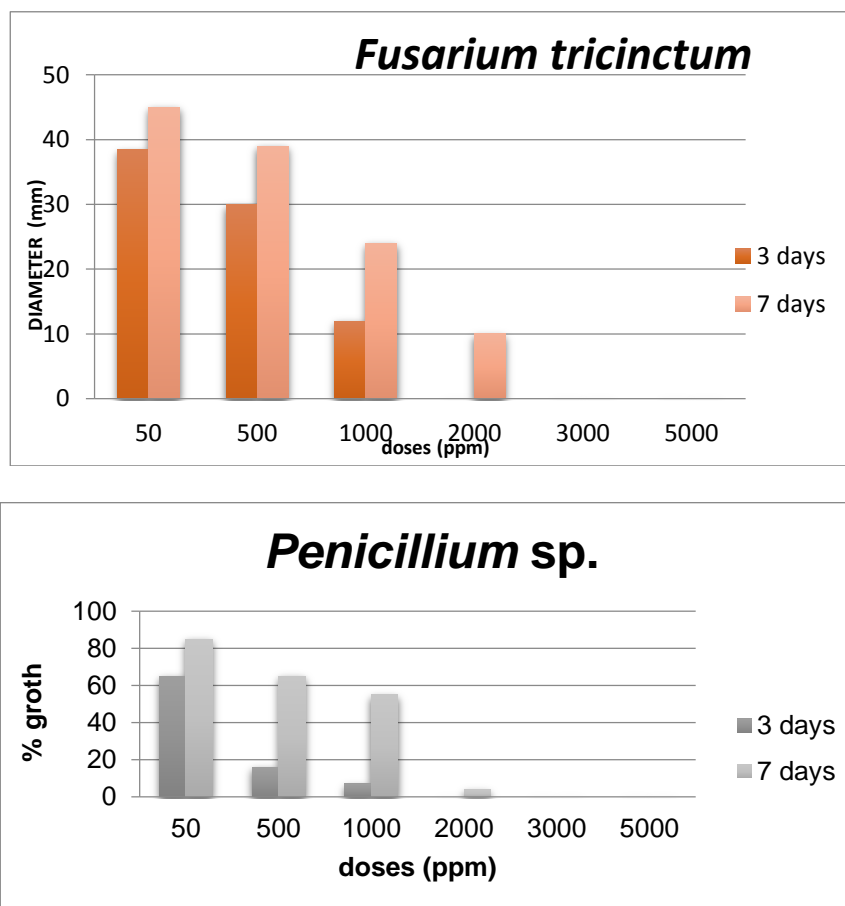 Fusarium tricinctum
50
40
30
20
10
0
DIAMETER (mm)
50 500 1000 2000 3000 5000
doses (ppm)
3 days
7 days
Penicillium sp.
100
80
60
40
20
0
% groth
50 500 1000 2000 3000 5000
doses (ppm)
3 days
7 days